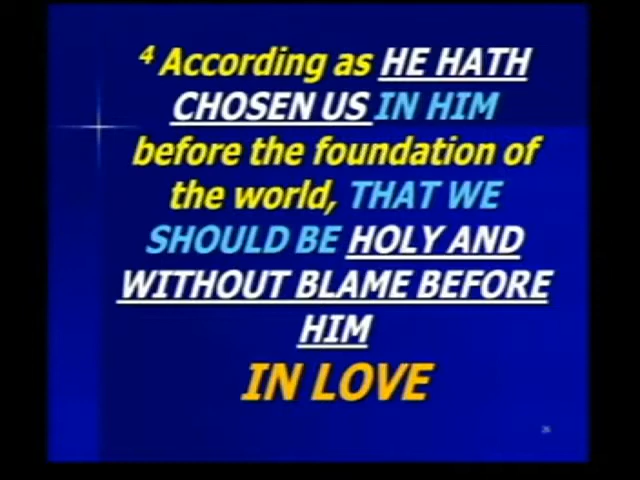 4 According as HE HATH
CHOSEN US IN HIM
before the foundation of
the world, THAT WE
SHOULD BE HOLY AND
WITHOUT BLAME BEFORE
HIM
IN LOVE
26